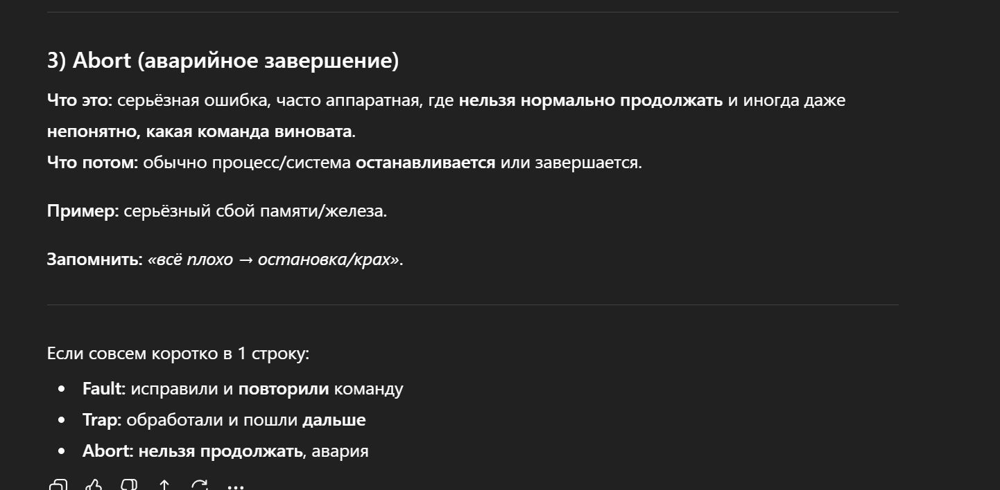 3) Abort (аварийное завершение)
Что это: серьёзная ошибка, часто аппаратная, где нельзя нормально продолжать и иногда даже
непонятно, какая команда виновата.
Что потом: обычно процесс/система останавливается или завершается.
Пример: серьёзный сбой памяти/железа.
Запомнить: «всё плохо → остановка/крах».
Если совсем коротко в 1 строку:
• Fault: исправили и повторили команду
• Trap: обработали и пошли дальше
• Abort: нельзя продолжать, авария